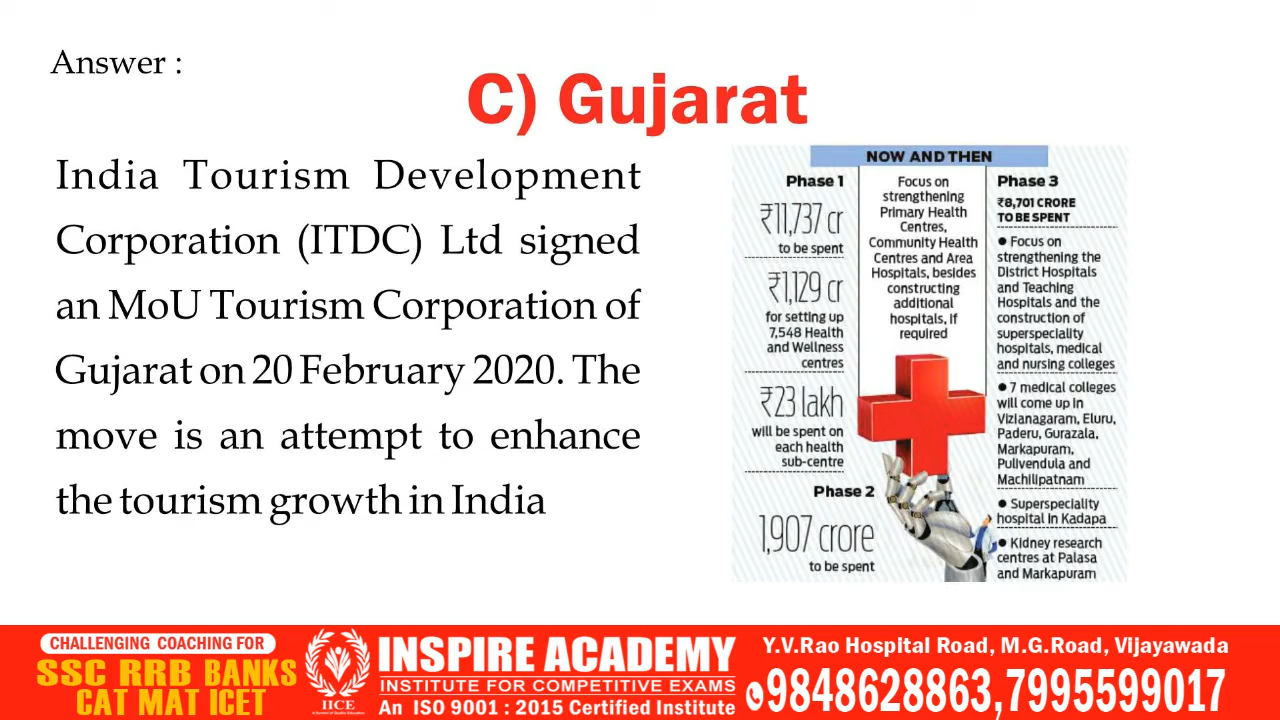 Answer :
C) Gujarat
India Tourism Development
Corporation (ITDC) Ltd signed
an MoU Tourism Corporation of
Gujarat on 20 February 2020. The
move is an attempt to enhance
the tourism growth in India
NOW AND THEN
Phase 1
₹11,737 cr
to be spent
₹1,129 cr
for setting up
7,548 Health
and Wellness
centres
₹23 lakh
will be spent on
each health
sub-centre
Phase 2
1,907 crore
to be spent
Focus on
strengthening
Primary Health
Centres,
Community Health
Centres and Area
Hospitals, besides
constructing
additional
hospitals, if
required
Phase 3
₹8,701 CRORE
TO BE SPENT
● Focus on
strengthening the
District Hospitals
and Teaching
Hospitals and the
construction of
superspeciality
hospitals, medical
and nursing colleges
● 7 medical colleges
will come up in
Vizianagaram, Eluru,
Paderu, Gurazala,
Markapuram,
Pulivendula and
Machilipatnam
● Superspeciality
hospital in Kadapa
● Kidney research
centres at Palasa
and Markapuram
CHALLENGING COACHING FOR
SSC RRB BANKS
CAT MAT ICET
IICE
INSPIRE ACADEMY
INSTITUTE FOR COMPETITIVE EXAMS
An ISO 9001 : 2015 Certified Institute
Y.V.Rao Hospital Road, M.G.Road, Vijayawada
9848628863,7995599017